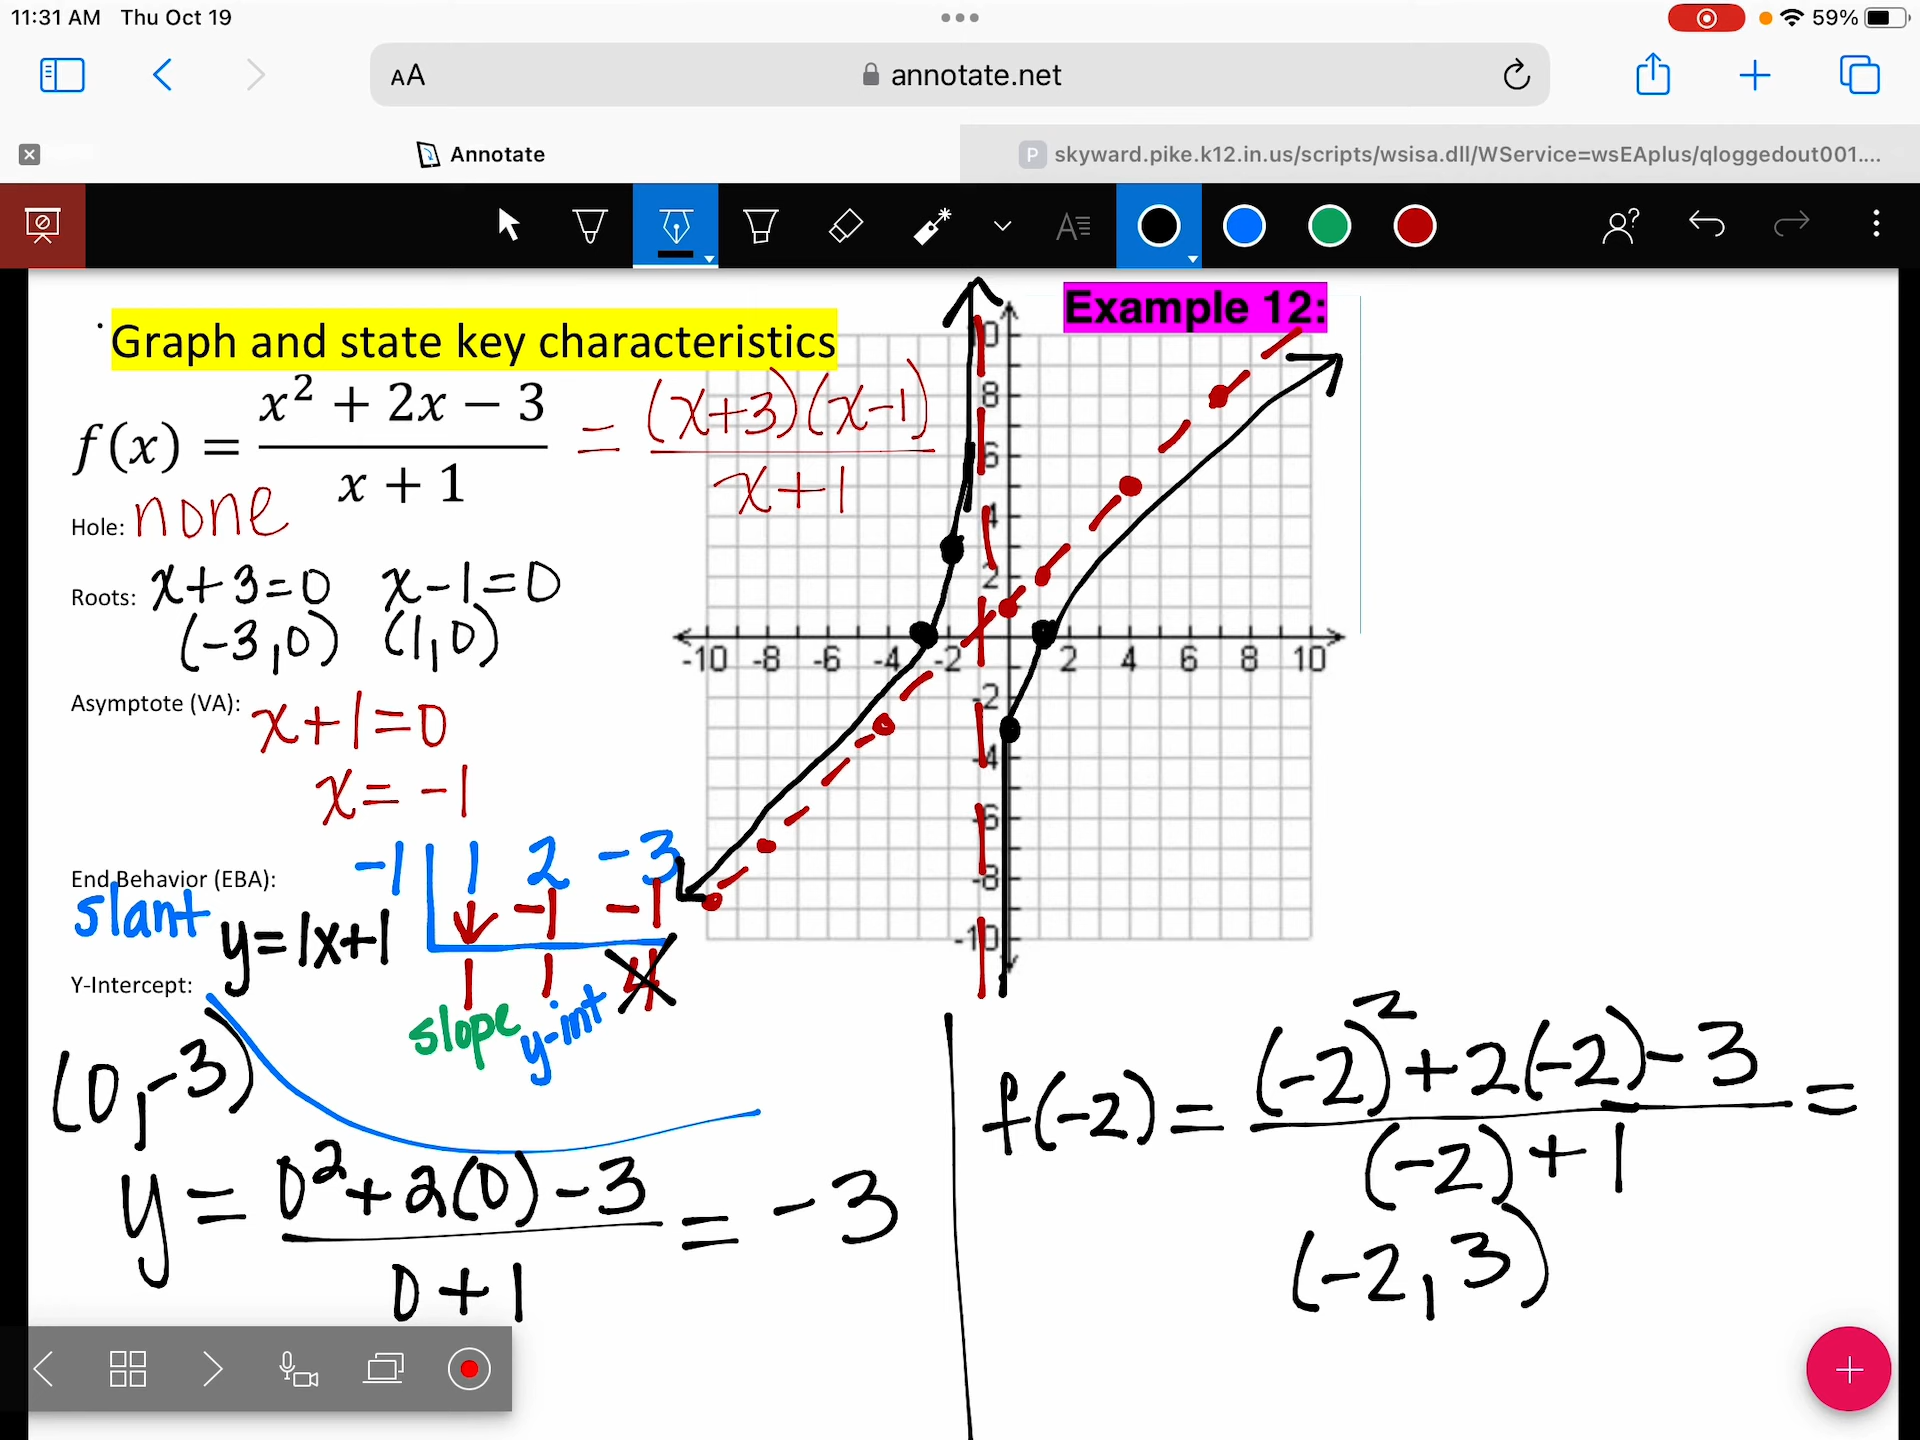 11:31 AM Thu Oct 19
59%
AA annotate.net
Annotate
P skyward.pike.k12.in.us/scripts/wsisa.dll/WService=wsEAplus/qloggedout001....
Example 12:
Graph and state key characteristics
f(x) = x² + 2x − 3 / x + 1 = (x+3)(x-1) / x+1
Hole: none
Roots: x+3=0 x-1=0
(-3,0) (1,0)
Asymptote (VA): x+1=0
x=-1
End Behavior (EBA): -1 1 2 -3
-1 -1
slant y=1x+1
1 1 4
slope y-int
Y-Intercept:
(0,-3)
y = 0²+2(0)-3 / 0+1 = -3
10
8
6
4
2
-10 -8 -6 -4 -2 2 4 6 8 10
-2
-4
-6
-8
-10
f(-2) = (-2)²+2(-2)-3 / (-2)+1 =
(-2,3)